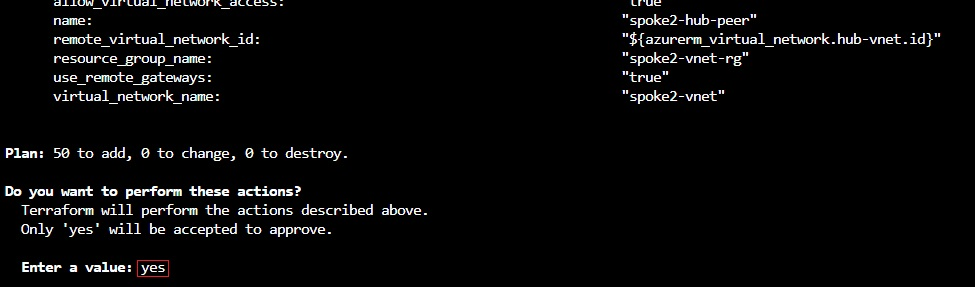 allow_virtual_network_access: "true"
name: "spoke2-hub-peer"
remote_virtual_network_id: "${azurerm_virtual_network.hub-vnet.id}"
resource_group_name: "spoke2-vnet-rg"
use_remote_gateways: "true"
virtual_network_name: "spoke2-vnet"
Plan: 50 to add, 0 to change, 0 to destroy.
Do you want to perform these actions?
Terraform will perform the actions described above.
Only 'yes' will be accepted to approve.
Enter a value: yes